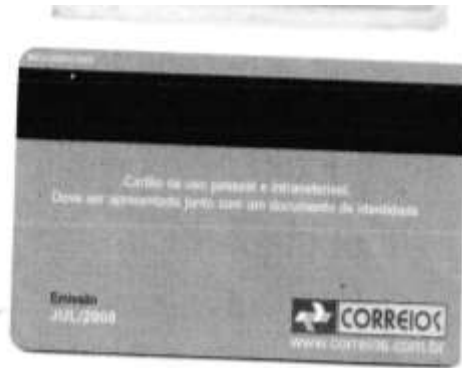 Cartão de uso pessoal e intransferível.
Deve ser apresentado junto com um documento de identidade
Emissão
JUL/2008
CORREIOS
www.correios.com.br